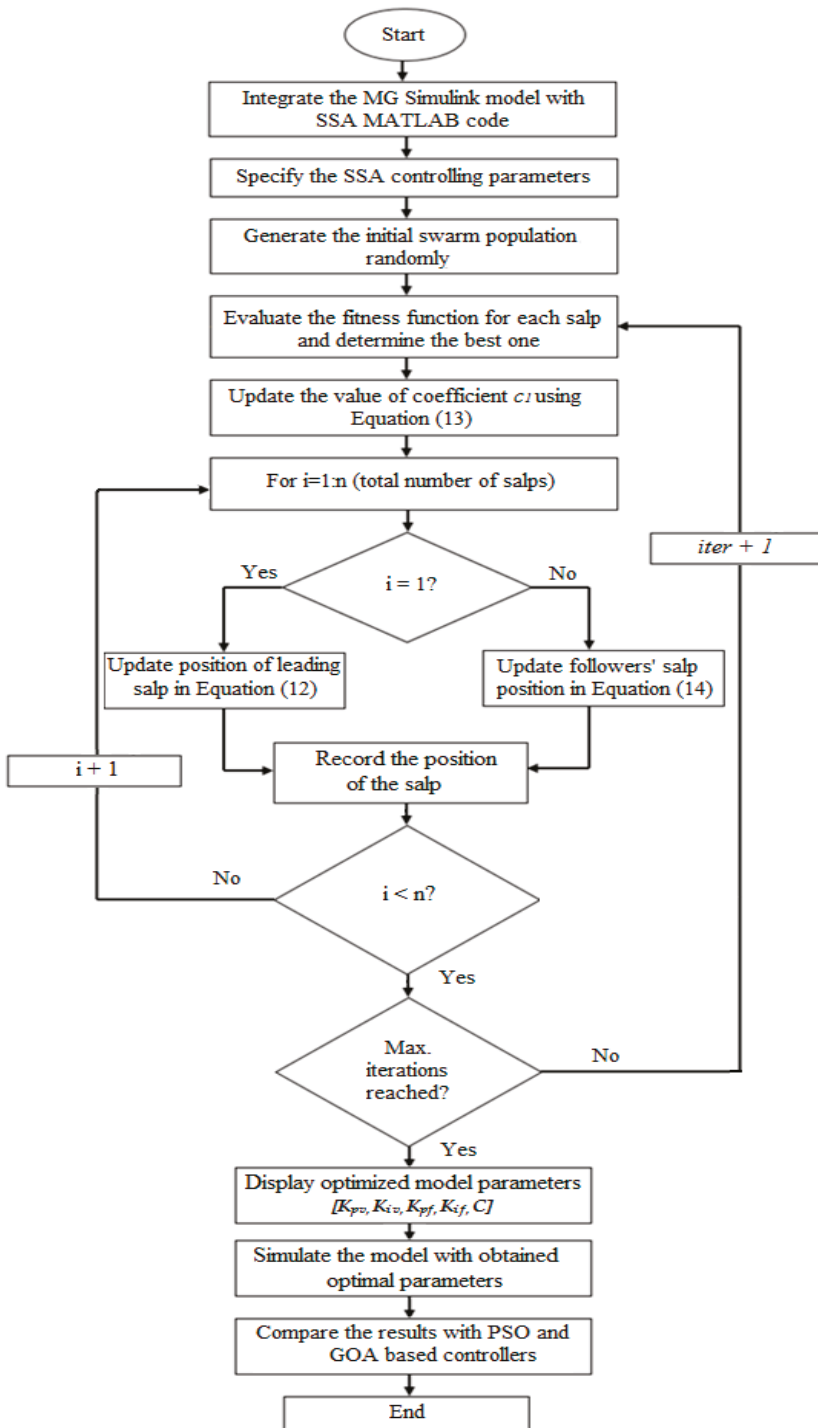 Start
Integrate the MG Simulink model with
SSA MATLAB code
Specify the SSA controlling parameters
Generate the initial swarm population
randomly
Evaluate the fitness function for each salp
and determine the best one
Update the value of coefficient c1 using
Equation (13)
For i=1:n (total number of salps)
iter + 1
Yes
i = 1?
No
Update position of leading
salp in Equation (12)
Update followers' salp
position in Equation (14)
Record the position
of the salp
i + 1
No
i < n?
Yes
Max.
iterations
reached?
No
Yes
Display optimized model parameters
[Kpv, Kiv, Kpf, Kif, C]
Simulate the model with obtained
optimal parameters
Compare the results with PSO and
GOA based controllers
End